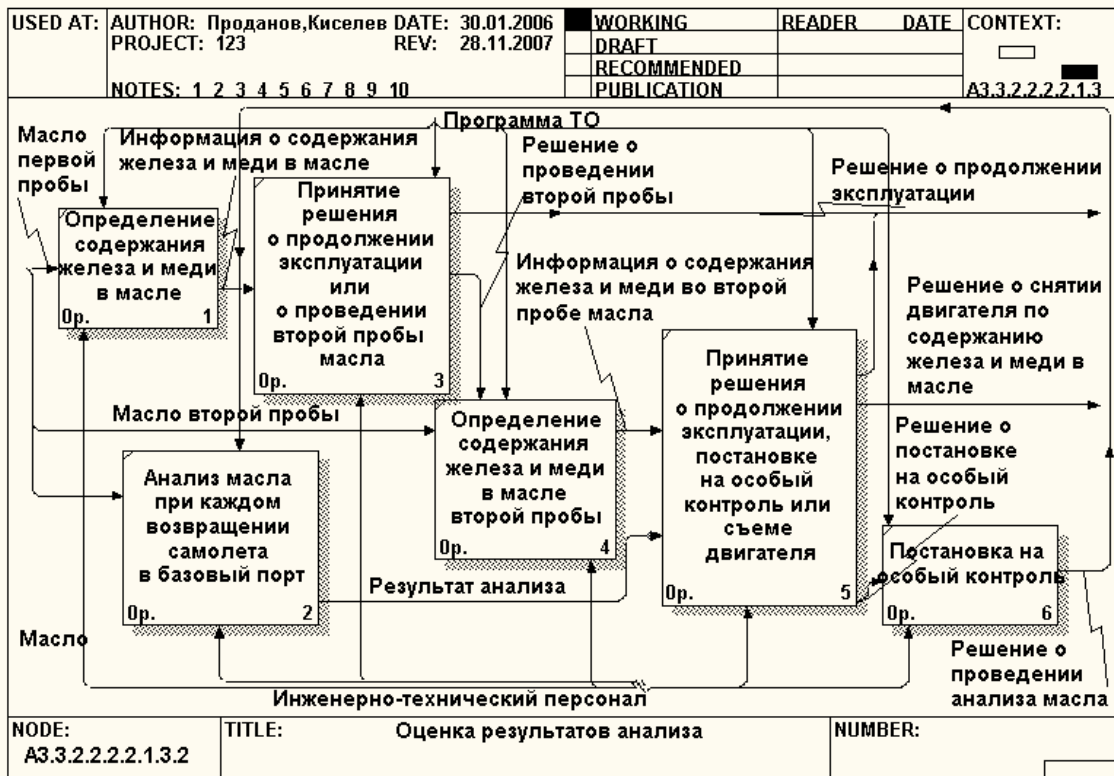 USED AT:
AUTHOR: Проданов,Киселев DATE: 30.01.2006
PROJECT: 123 REV: 28.11.2007
NOTES: 1 2 3 4 5 6 7 8 9 10
WORKING
DRAFT
RECOMMENDED
PUBLICATION
READER DATE
CONTEXT:
A3.3.2.2.2.2.1.3
Программа ТО
Масло
первой
пробы
Информация о содержания
железа и меди в масле
Решение о
проведении
второй пробы
Решение о продолжении
эксплуатации
Определение
содержания
железа и меди
в масле
0р. 1
Принятие
решения
о продолжении
эксплуатации
или
о проведении
второй пробы
масла
0р. 3
Информация о содержания
железа и меди во второй
пробе масла
Решение о снятии
двигателя по
содержанию
железа и меди в
масле
Масло второй пробы
Определение
содержания
железа и меди
в масле
второй пробы
0р. 4
Принятие
решения
о продолжении
эксплуатации,
постановке
на особый
контроль или
съеме
двигателя
0р. 5
Решение о
постановке
на особый
контроль
Анализ масла
при каждом
возвращении
самолета
в базовый порт
0р. 2
Результат анализа
Постановка на
особый контроль
0р. 6
Масло
Решение о
проведении
анализа масла
Инженерно-технический персонал
NODE:
A3.3.2.2.2.2.1.3.2
TITLE: Оценка результатов анализа
NUMBER: